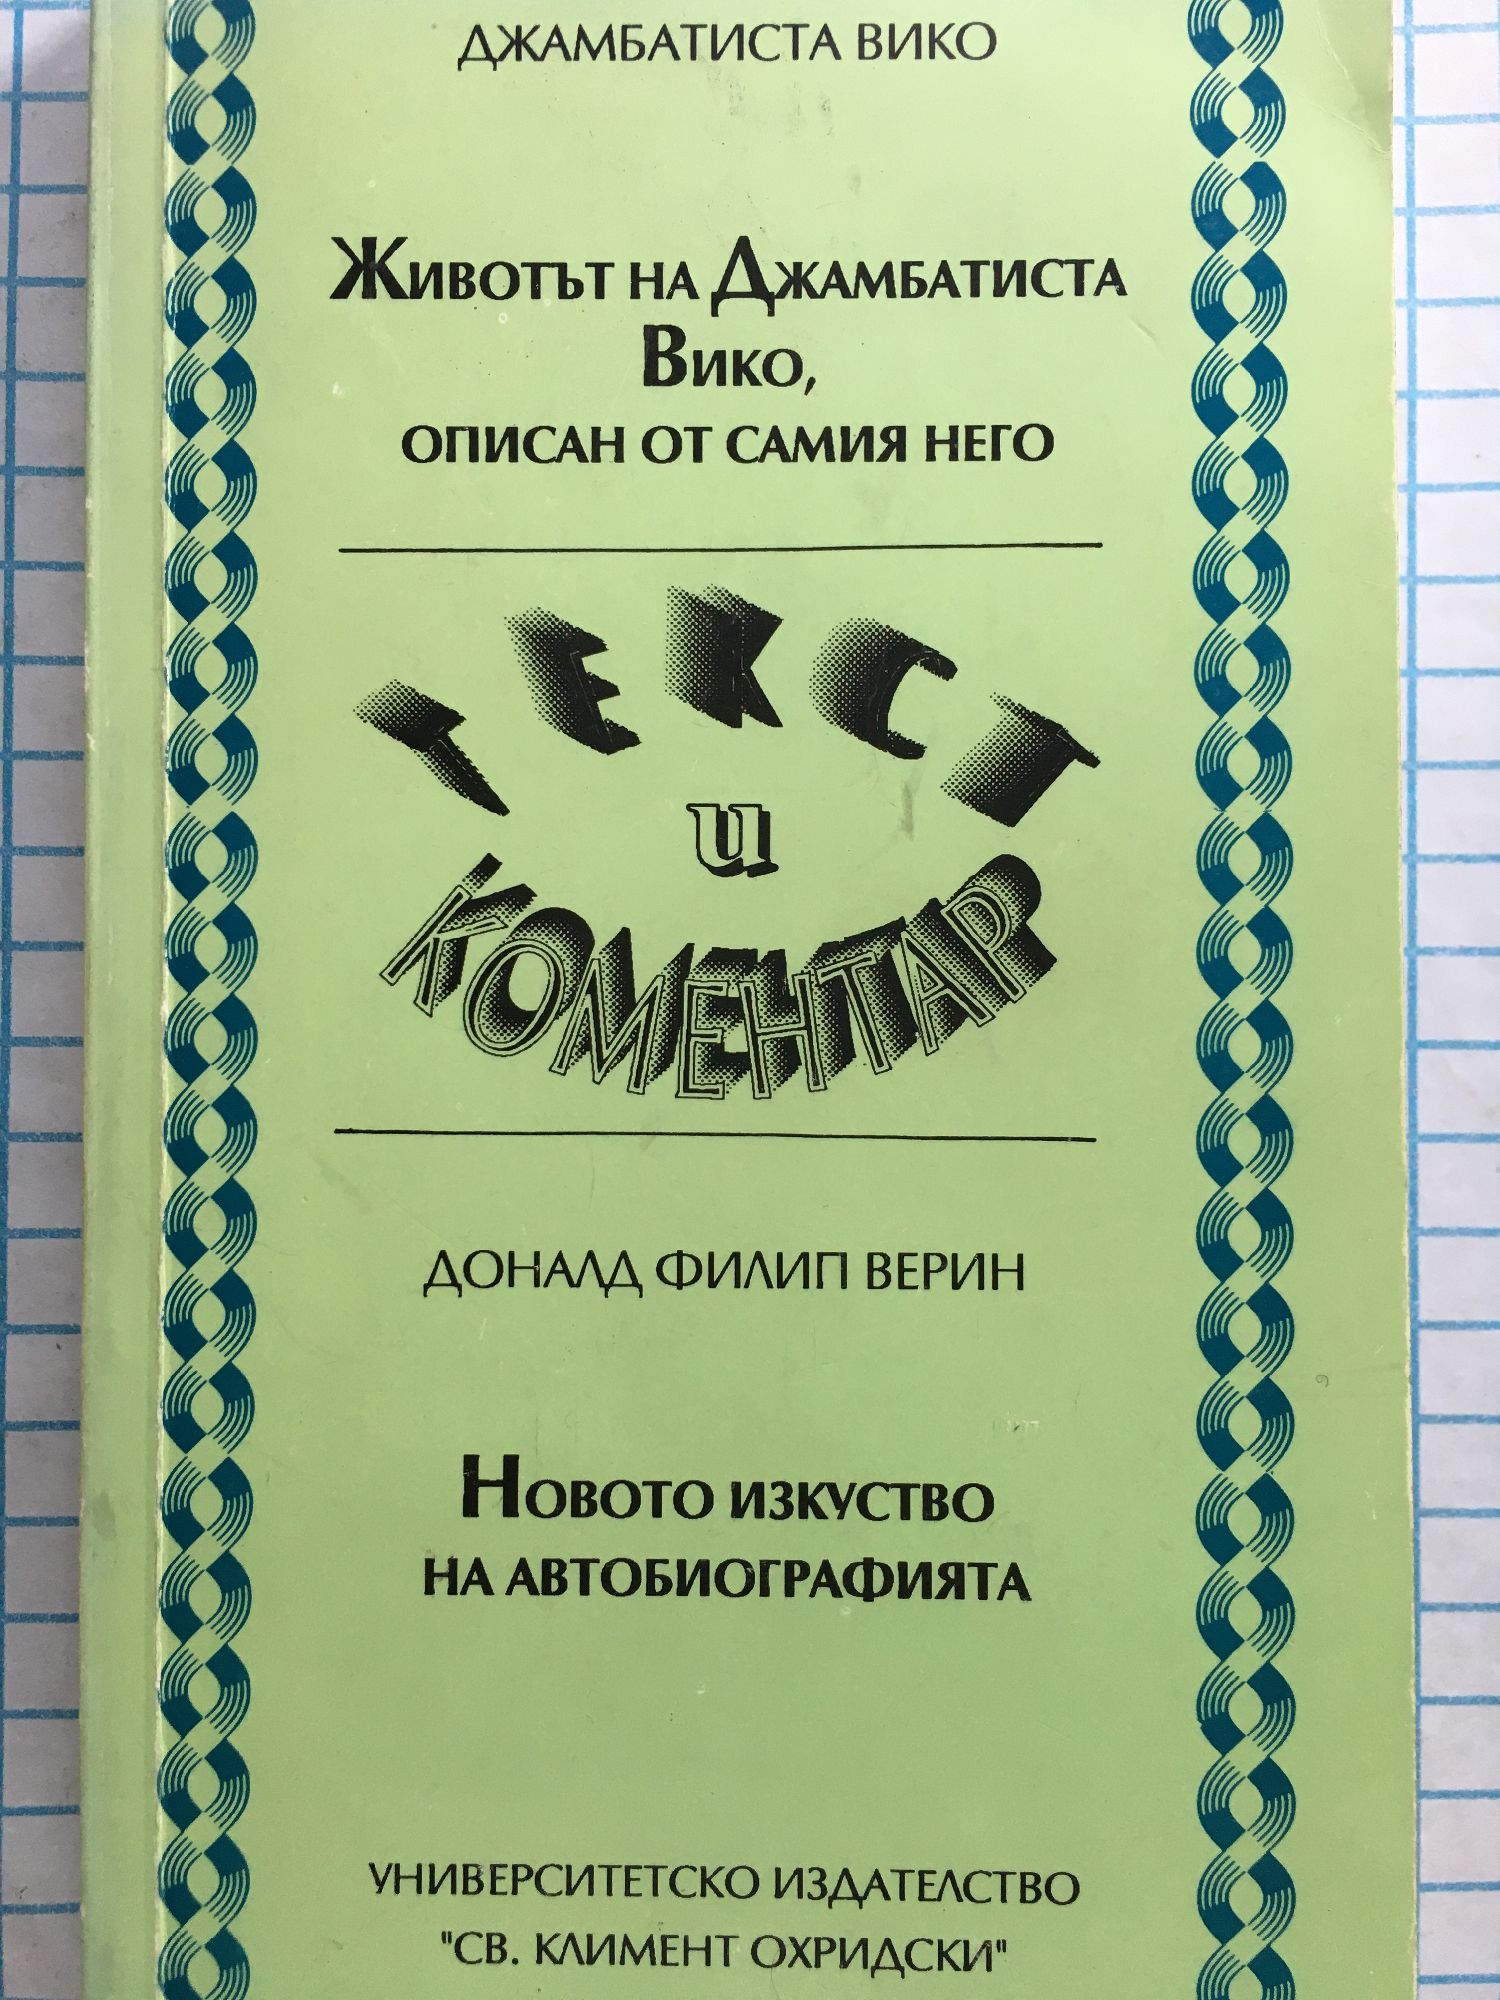 ДЖАМБАТИСТА ВИКО
Животът на Джамбатиста
Вико,
описан от самия него
ТЕКСТ
и
КОМЕНТАР
ДОНАЛД ФИЛИП ВЕРИН
Новото изкуство
на автобиографията
УНИВЕРСИТЕТСКО ИЗДАТЕЛСТВО
"СВ. КЛИМЕНТ ОХРИДСКИ"